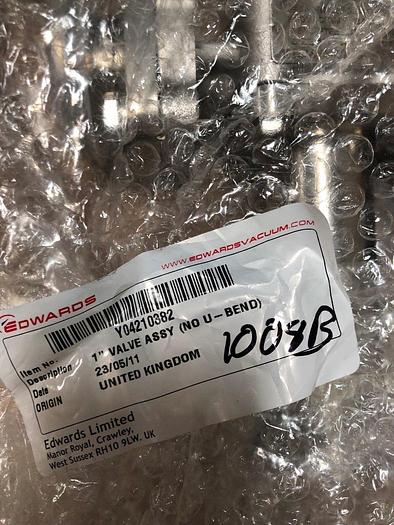 EDWARDS
WWW.EDWARDSVACUUM.COM
Item No. Y04210382
Description 1" VALVE ASSY (NO U-BEND)
Date 23/05/11
ORIGIN UNITED KINGDOM
1008B
Edwards Limited
Manor Royal, Crawley,
West Sussex RH10 9LW. UK